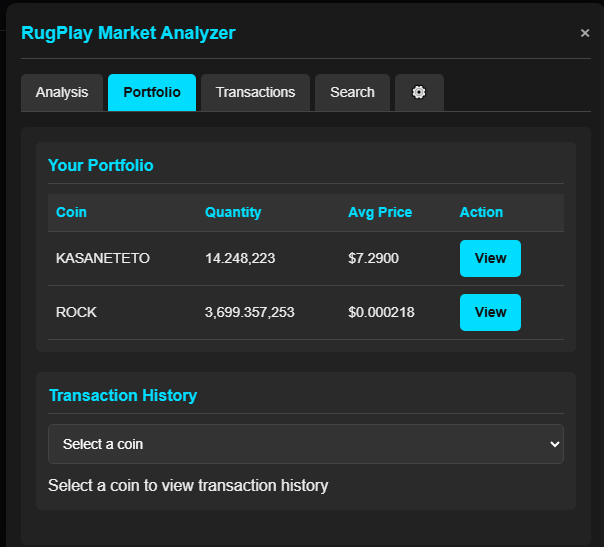 RugPlay Market Analyzer ×
Analysis Portfolio Transactions Search
Your Portfolio
Coin Quantity Avg Price Action
KASANETETO 14.248,223 $7.2900 View
ROCK 3,699.357,253 $0.000218 View
Transaction History
Select a coin
Select a coin to view transaction history